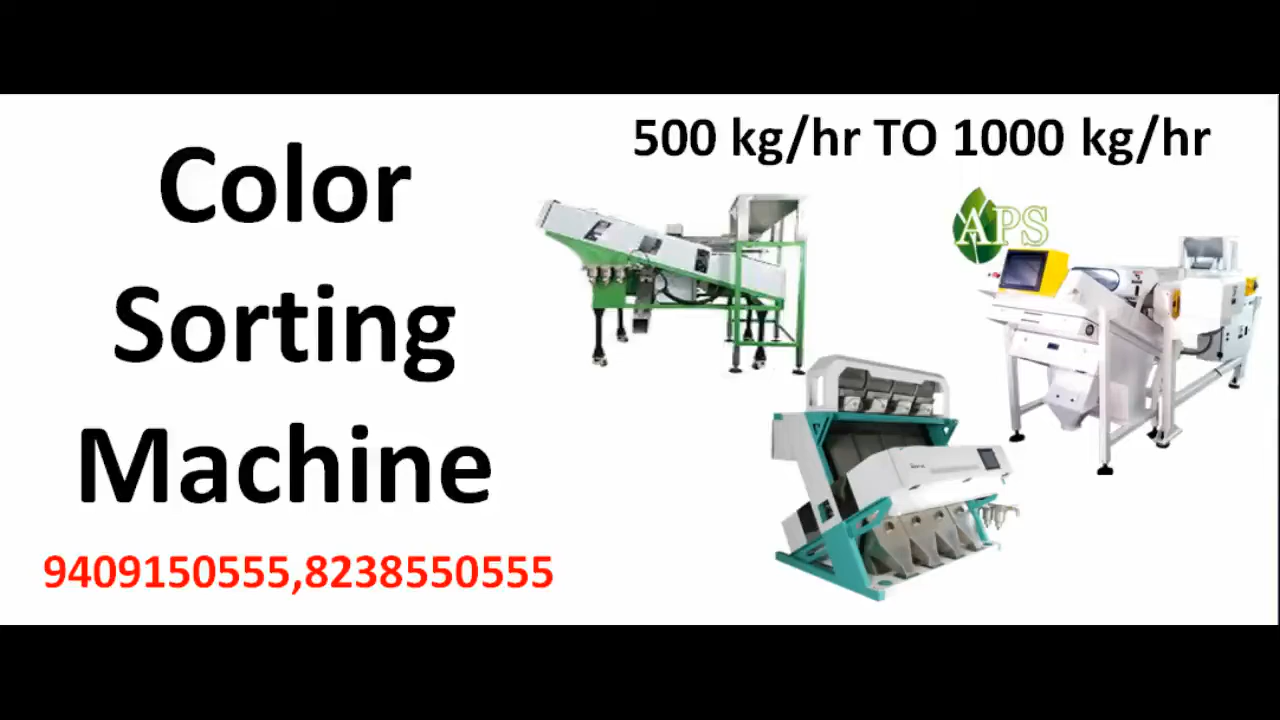 Color
Sorting
Machine
9409150555,8238550555
500 kg/hr TO 1000 kg/hr
APS